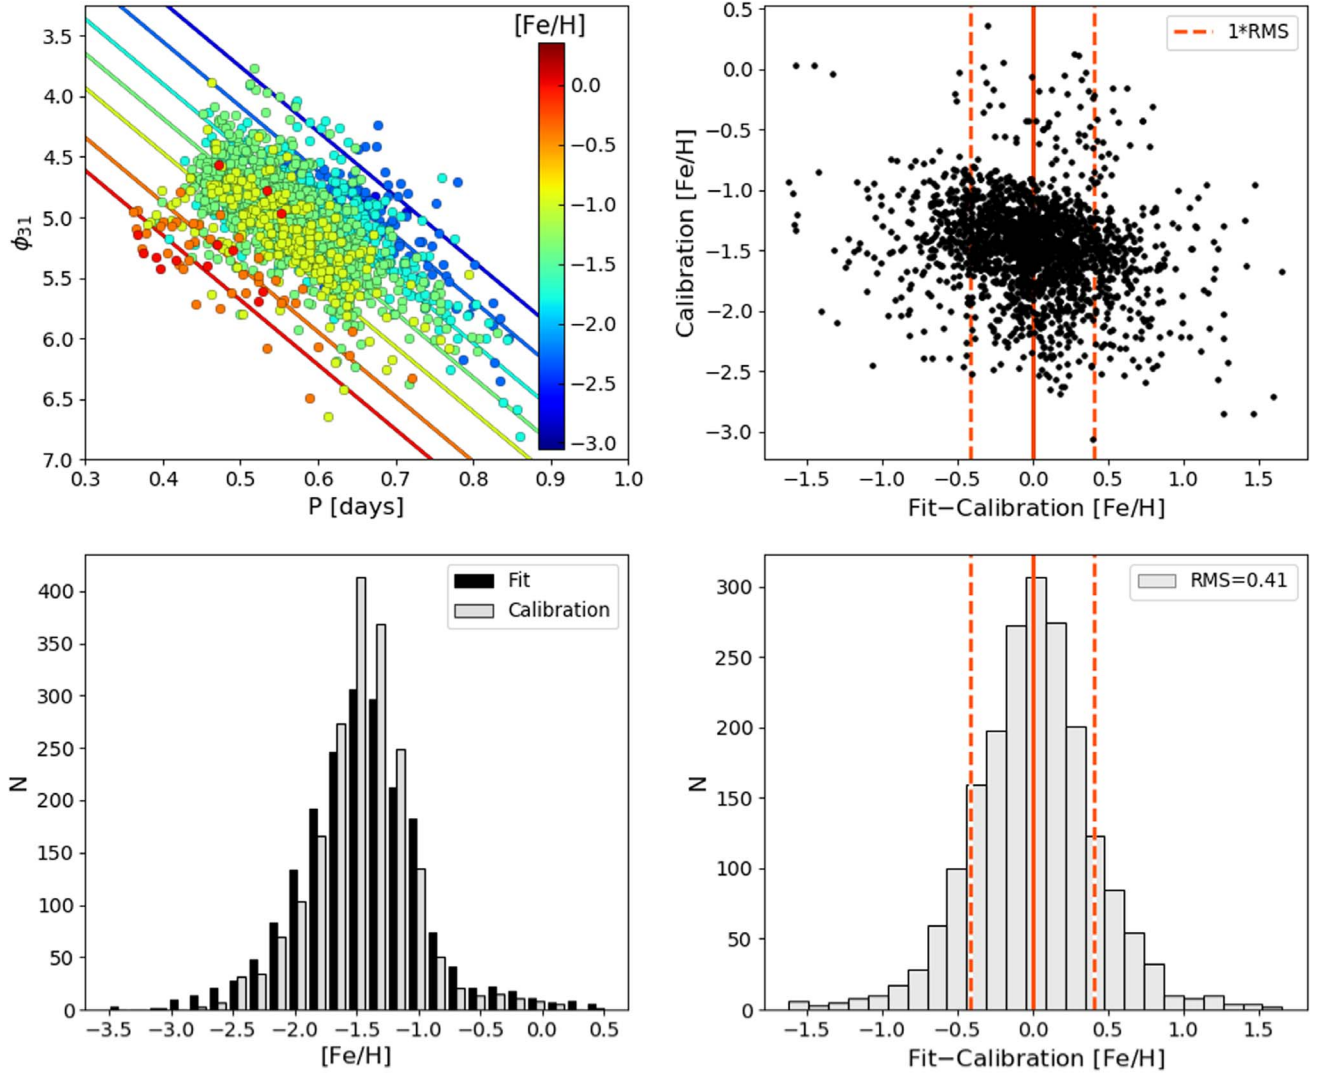 [Fe/H]
3.5
4.0
4.5
5.0
5.5
6.0
6.5
7.0
ϕ31
0.3 0.4 0.5 0.6 0.7 0.8 0.9 1.0
P [days]
0.0
−0.5
−1.0
−1.5
−2.0
−2.5
−3.0
1*RMS
0.5
0.0
−0.5
−1.0
−1.5
−2.0
−2.5
−3.0
Calibration [Fe/H]
−1.5 −1.0 −0.5 0.0 0.5 1.0 1.5
Fit−Calibration [Fe/H]
Fit
Calibration
400
350
300
250
200
150
100
50
0
N
−3.5 −3.0 −2.5 −2.0 −1.5 −1.0 −0.5 0.0 0.5
[Fe/H]
RMS=0.41
300
250
200
150
100
50
0
N
−1.5 −1.0 −0.5 0.0 0.5 1.0 1.5
Fit−Calibration [Fe/H]